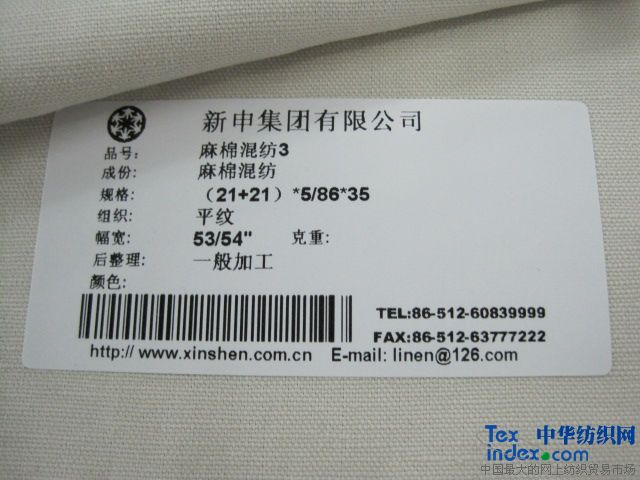 新申集团有限公司
品号: 麻棉混纺3
成份: 麻棉混纺
规格: （21+21）*5/86*35
组织: 平纹
幅宽: 53/54" 克重:
后整理: 一般加工
颜色:
TEL:86-512-60839999
FAX:86-512-63777222
http:// www.xinshen.com.cn E-mail: linen@126.com
Tex 中华纺织网
index.com
中国最大的网上纺织贸易市场